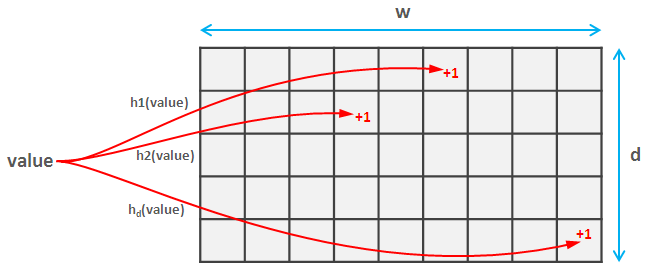 w
+1
h1(value)
+1
h2(value)
value
d
hd(value)
+1